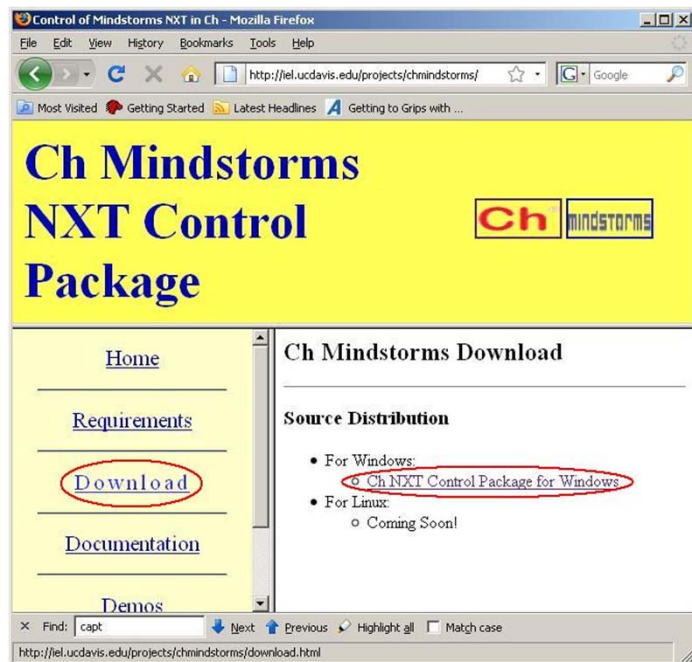 Control of Mindstorms NXT in Ch - Mozilla Firefox
File Edit View History Bookmarks Tools Help
http://iel.ucdavis.edu/projects/chmindstorms/
Google
Most Visited Getting Started Latest Headlines Getting to Grips with ...
Ch Mindstorms
NXT Control
Package
Ch mindstorms
Home
Requirements
Download
Documentation
Demos
Ch Mindstorms Download
Source Distribution
For Windows:
Ch NXT Control Package for Windows
For Linux:
Coming Soon!
Find: capt Next Previous Highlight all Match case
http://iel.ucdavis.edu/projects/chmindstorms/download.html